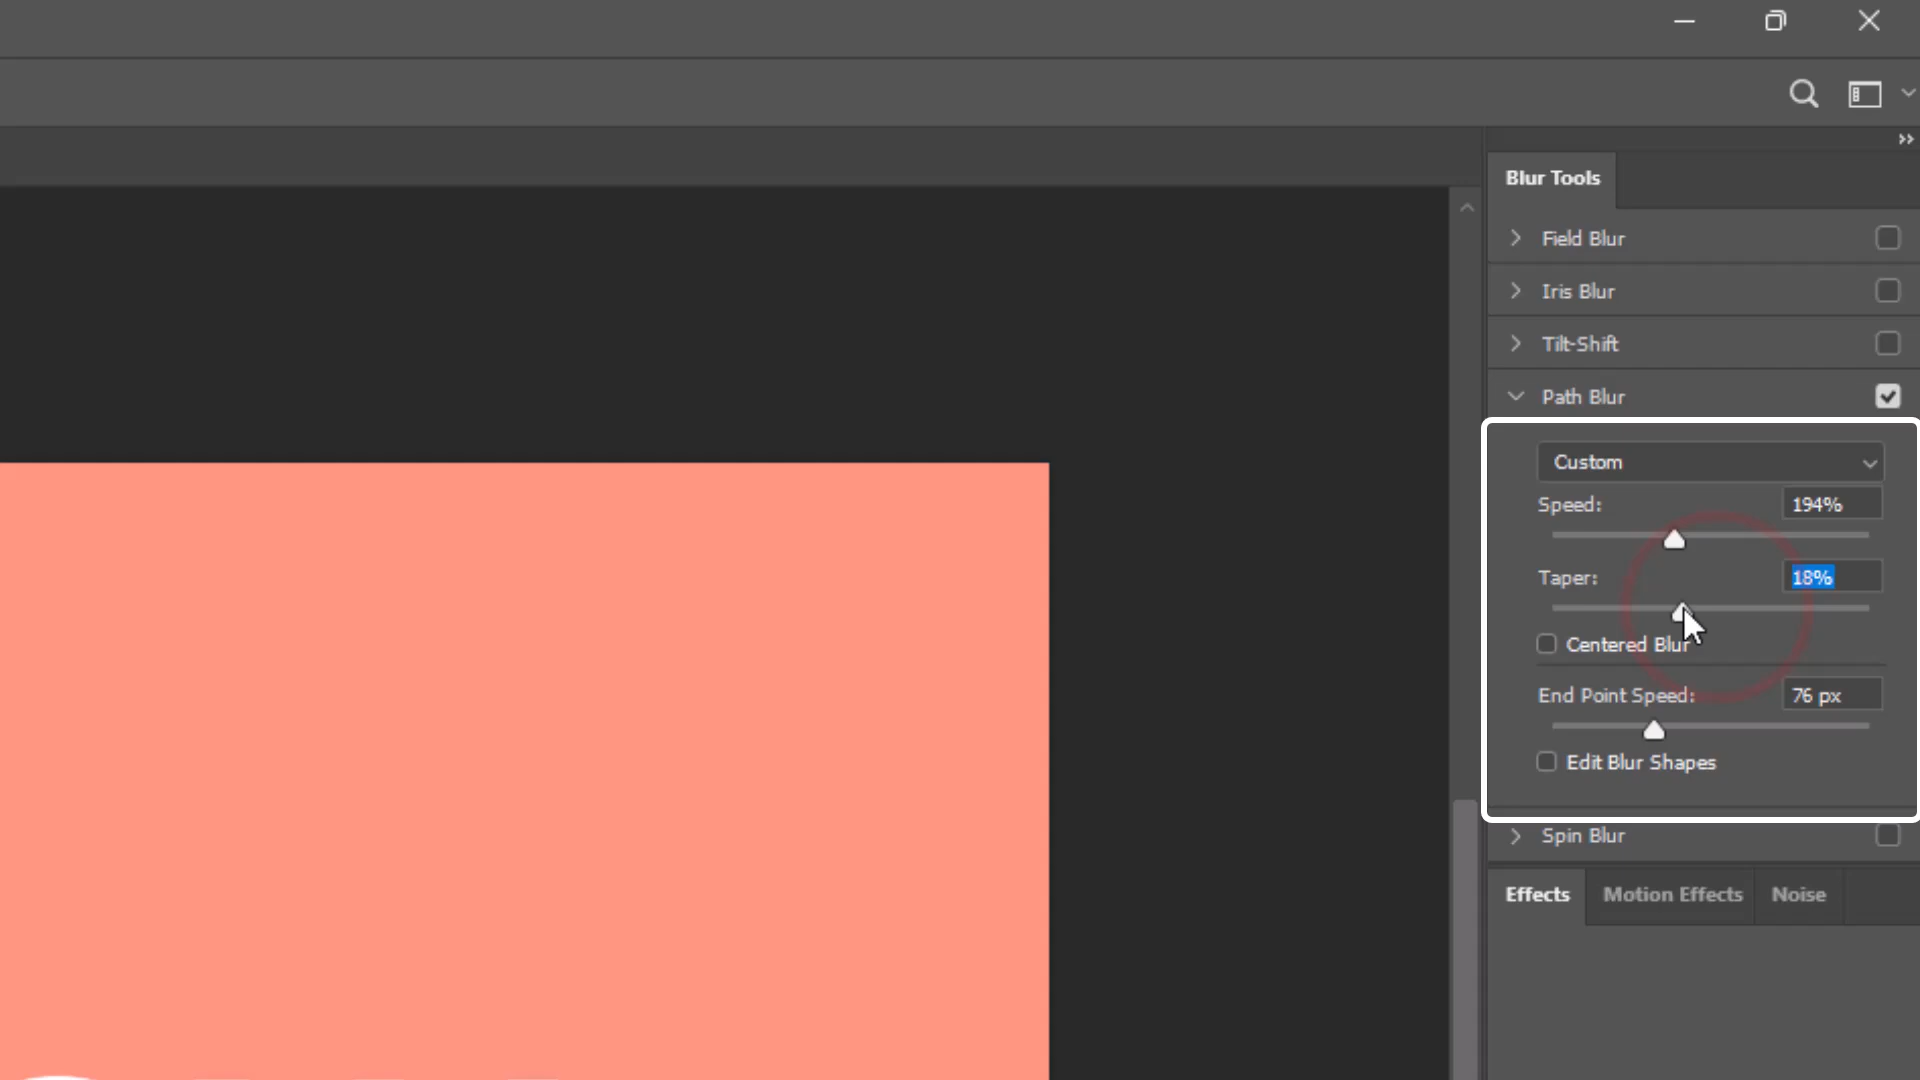 Blur Tools
Field Blur
Iris Blur
Tilt-Shift
Path Blur
Custom
Speed: 194%
Taper: 18%
Centered Blur
End Point Speed: 76 px
Edit Blur Shapes
Spin Blur
Effects Motion Effects Noise